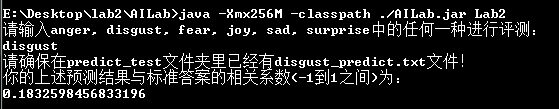 E:\Desktop\lab2\AILab>java -Xmx256M -classpath ./AILab.jar Lab2
请输入anger, disgust, fear, joy, sad, surprise中的任何一种进行评测：
disgust
请确保在predict_test文件夹里已经有disgust_predict.txt文件！
你的上述预测结果与标准答案的相关系数(-1到1之间)为：
0.1832598456833196